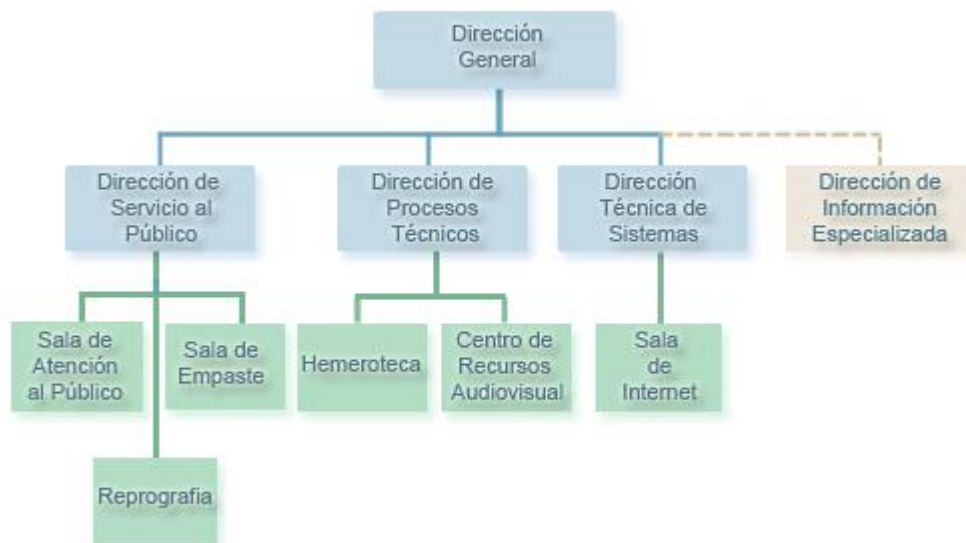 Dirección
General
Dirección de
Servicio al
Público
Dirección de
Procesos
Técnicos
Dirección
Técnica de
Sistemas
Dirección de
Información
Especializada
Sala de
Atención
al Público
Sala de
Empaste
Hemeroteca
Centro de
Recursos
Audiovisual
Sala
de
Internet
Reprografia